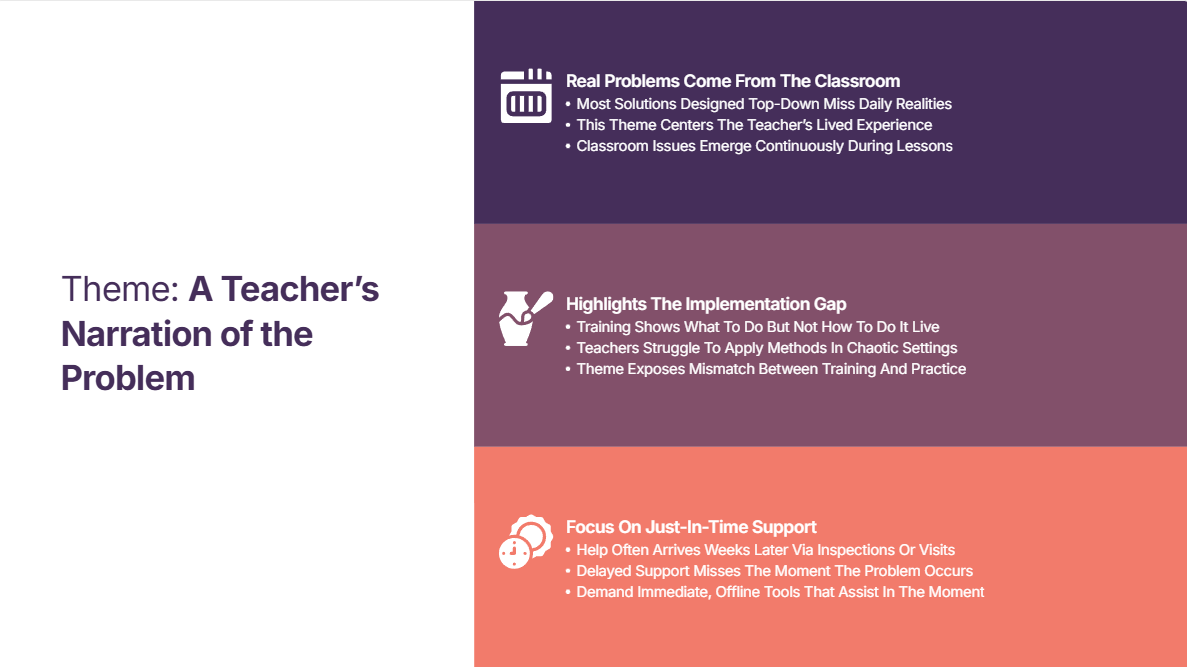 Theme: A Teacher’s
Narration of the
Problem
Real Problems Come From The Classroom
• Most Solutions Designed Top-Down Miss Daily Realities
• This Theme Centers The Teacher’s Lived Experience
• Classroom Issues Emerge Continuously During Lessons
Highlights The Implementation Gap
• Training Shows What To Do But Not How To Do It Live
• Teachers Struggle To Apply Methods In Chaotic Settings
• Theme Exposes Mismatch Between Training And Practice
Focus On Just-In-Time Support
• Help Often Arrives Weeks Later Via Inspections Or Visits
• Delayed Support Misses The Moment The Problem Occurs
• Demand Immediate, Offline Tools That Assist In The Moment